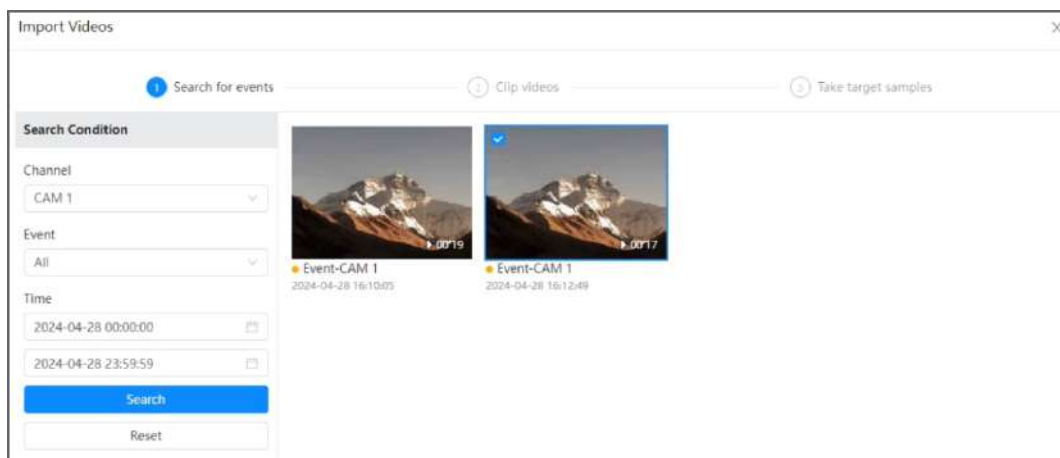 Import Videos
1 Search for events
2 Clip videos
3 Take target samples
Search Condition
Channel
CAM 1
Event
All
Time
2024-04-28 00:00:00
2024-04-28 23:59:59
Search
Reset
00'19
Event-CAM 1
2024-04-28 16:10:05
00'17
Event-CAM 1
2024-04-28 16:12:49